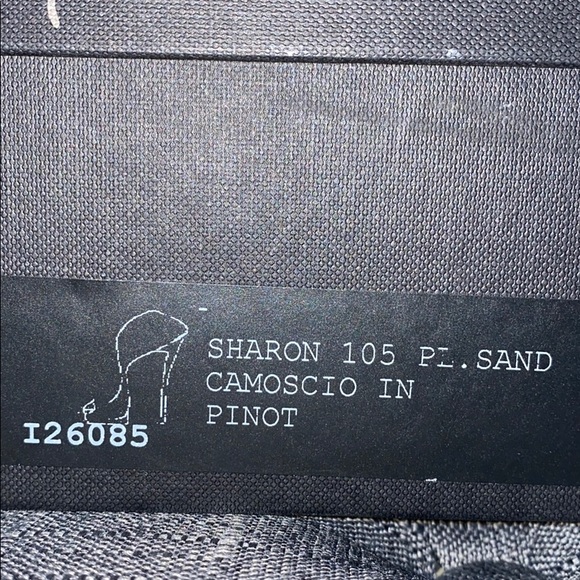 SHARON 105 PL.SAND
CAMOSCIO IN
PINOT
I26085